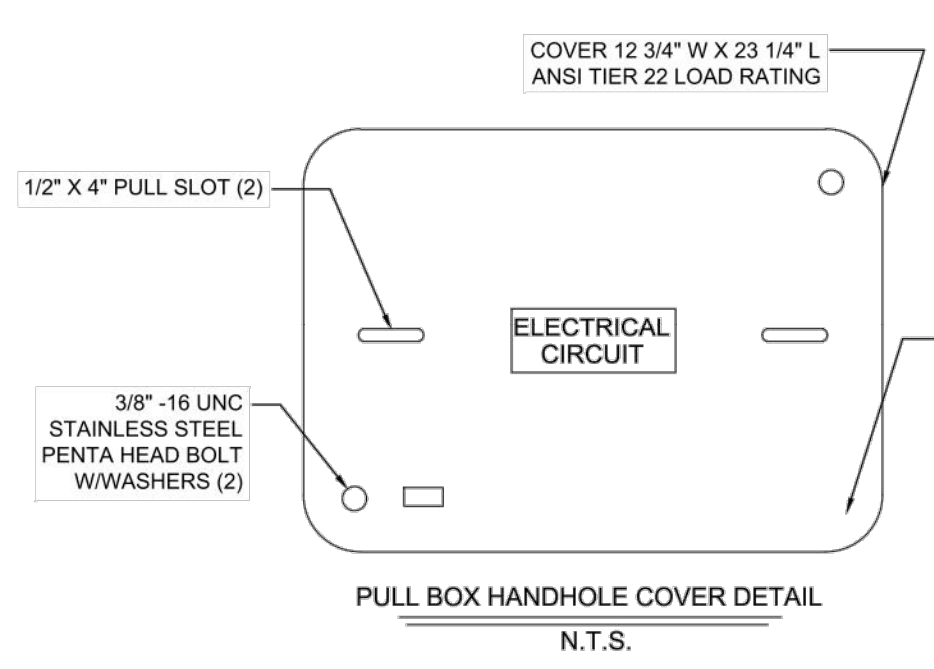 COVER 12 3/4" W X 23 1/4" L
ANSI TIER 22 LOAD RATING
1/2" X 4" PULL SLOT (2)
ELECTRICAL
CIRCUIT
3/8" -16 UNC
STAINLESS STEEL
PENTA HEAD BOLT
W/WASHERS (2)
PULL BOX HANDHOLE COVER DETAIL
N.T.S.